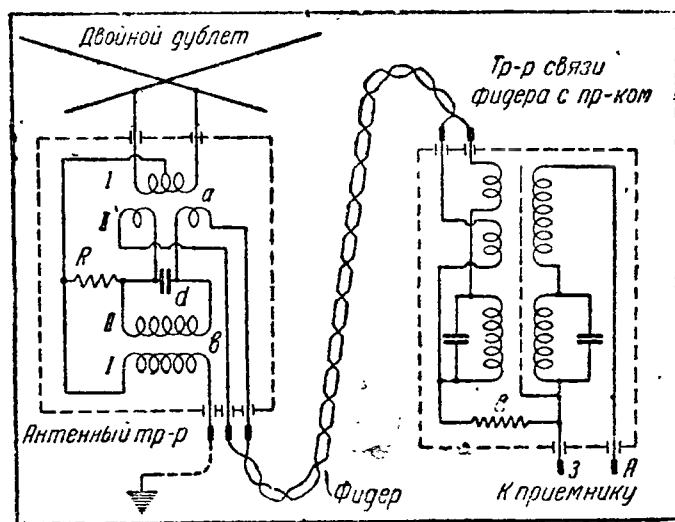 Двойной дублет
Тр-р связи
фидера с пр-ком
I
а
II
R
d
II
в
I
Антенный тр-р
Фидер
в
З
А
К приемнику